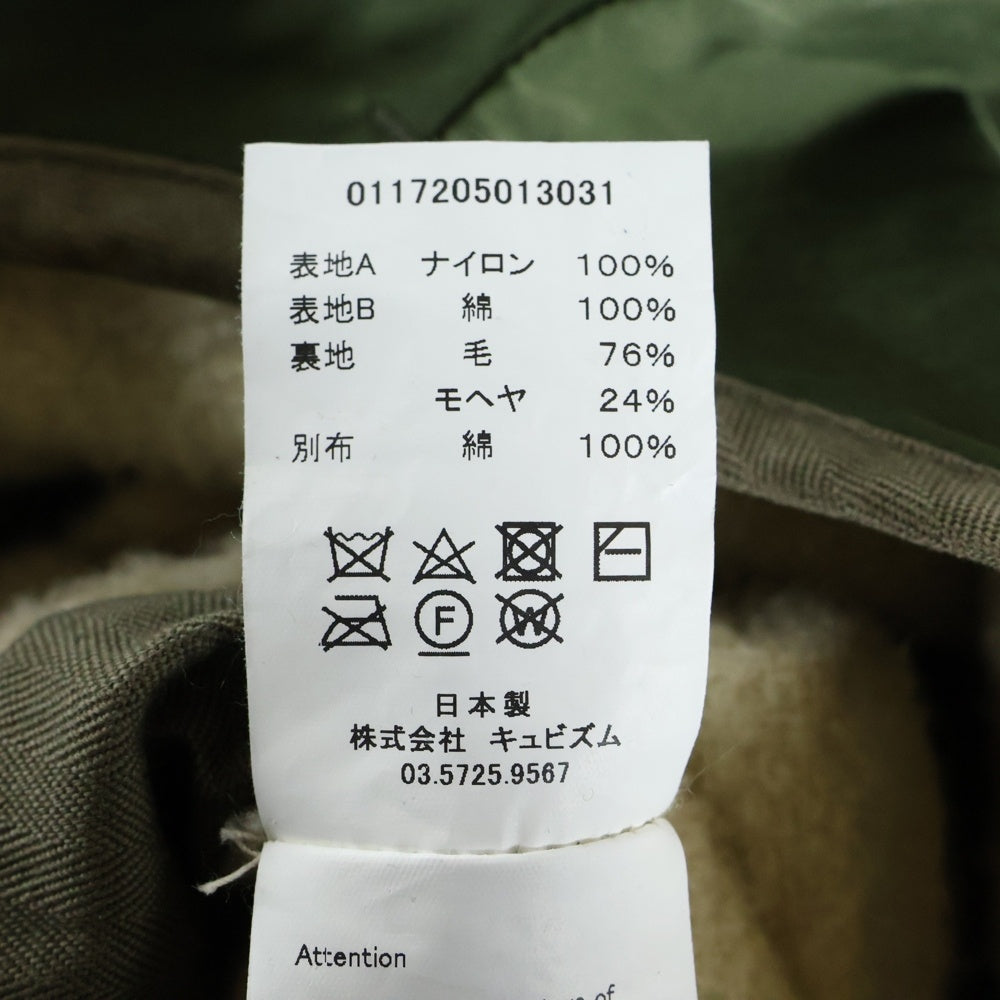 0117205013031
表地A ナイロン 100%
表地B 綿 100%
裏地 毛 76%
モヘヤ 24%
別布 綿 100%
F W
日本製
株式会社 キュビズム
03.5725.9567
Attention
of